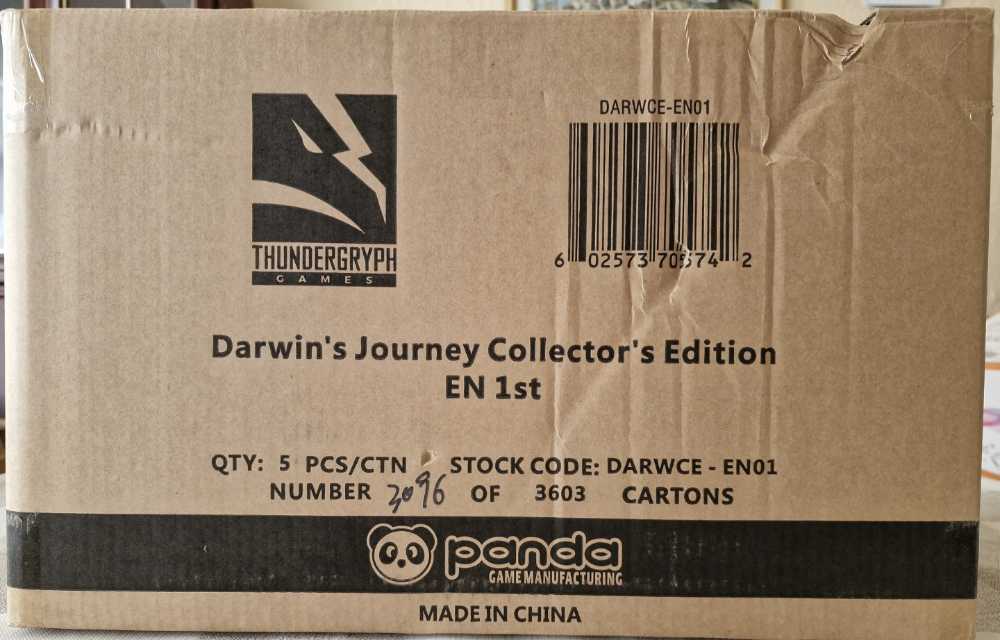 THUNDERGRYPH
GAMES
DARWCE-EN01
6 02573 70574 2
Darwin's Journey Collector's Edition
EN 1st
QTY: 5 PCS/CTN STOCK CODE: DARWCE - EN01
NUMBER 3096 OF 3603 CARTONS
panda
GAME MANUFACTURING
MADE IN CHINA